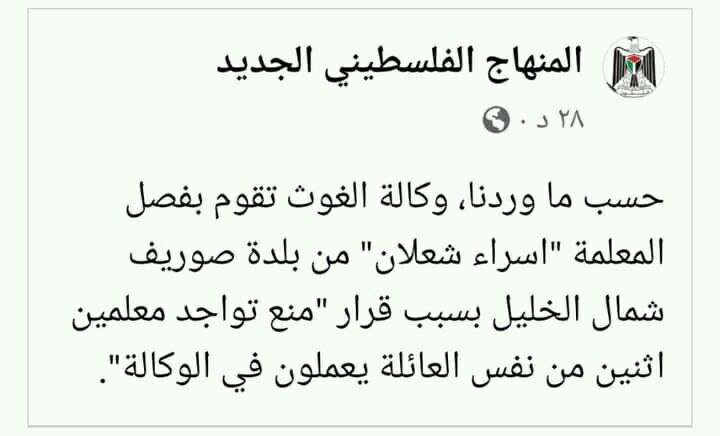 المنهاج الفلسطيني الجديد
٢٨ د ·
حسب ما وردنا، وكالة الغوث تقوم بفصل
المعلمة "اسراء شعلان" من بلدة صوريف
شمال الخليل بسبب قرار "منع تواجد معلمين
اثنين من نفس العائلة يعملون في الوكالة".